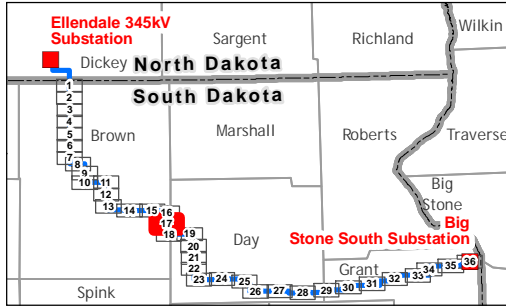 Ellendale 345kV
Substation
Dickey
Sargent
Richland
Wilkin
North Dakota
South Dakota
Brown
Marshall
Roberts
Traverse
Big
Stone
Day
Grant
Spink
Big
Stone South Substation
1
2
3
4
5
6
7
8
9
10
11
12
13
14
15
16
17
18
19
20
21
22
23
24
25
26
27
28
29
30
31
32
33
34
35
36